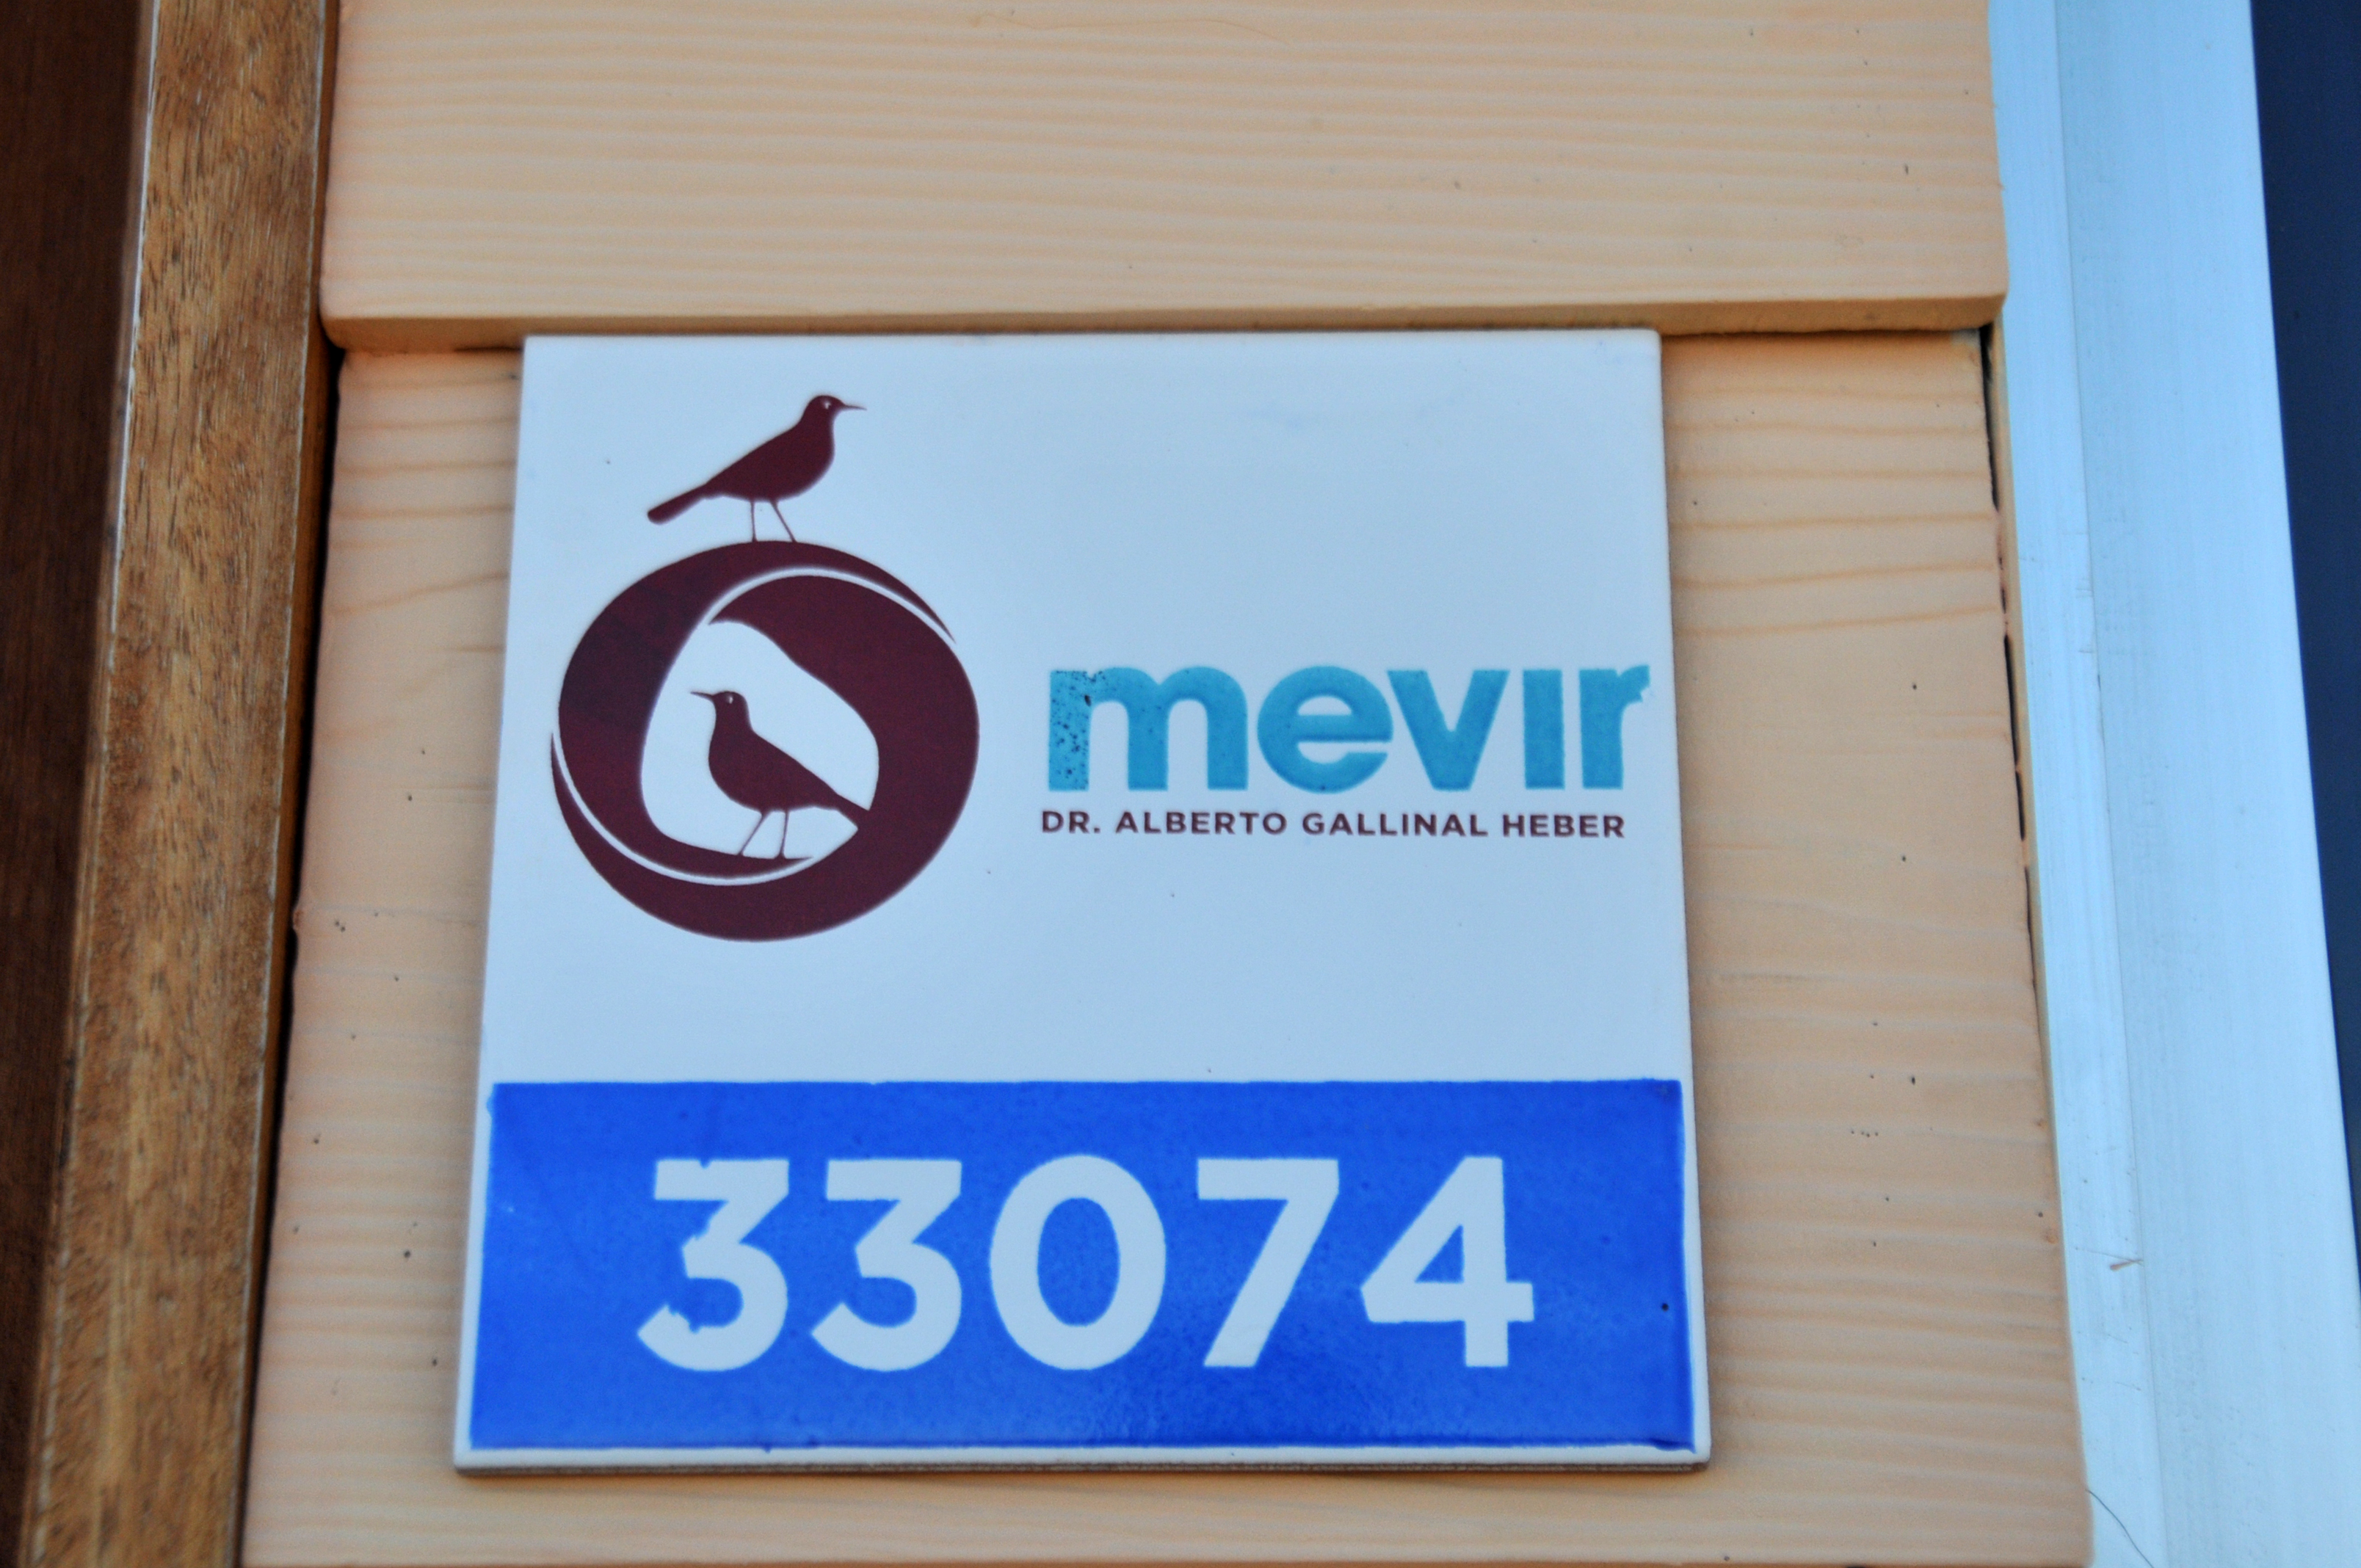 mevir
DR. ALBERTO GALLINAL HEBER
33074